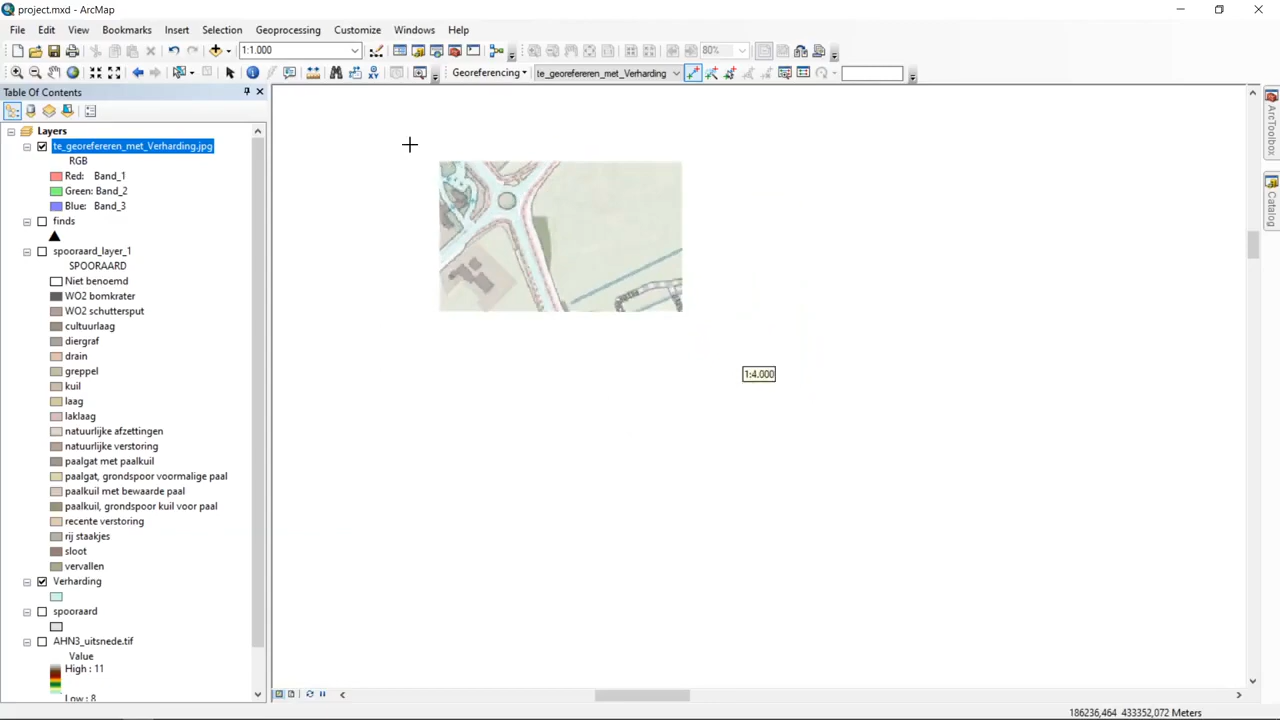 project.mxd - ArcMap
File Edit View Bookmarks Insert Selection Geoprocessing Customize Windows Help
1:1.000 80%
Georeferencing te_georefereren_met_Verharding
Table Of Contents
Layers
te_georefereren_met_Verharding.jpg
RGB
Red: Band_1
Green: Band_2
Blue: Band_3
finds
spooraard_layer_1
SPOORAARD
Niet benoemd
WO2 bomkrater
WO2 schuttersput
cultuurlaag
diergraf
drain
greppel
kuil
laag
laklaag
natuurlijke afzettingen
natuurlijke verstoring
paalgat met paalkuil
paalgat, grondspoor voormalige paal
paalkuil met bewaarde paal
paalkuil, grondspoor kuil voor paal
recente verstoring
rij staakjes
sloot
vervallen
Verharding
spooraard
AHN3_uitsnede.tif
Value
High : 11
Low : 8
1:4.000
ArcToolbox
Catalog
186236,464 433352,072 Meters